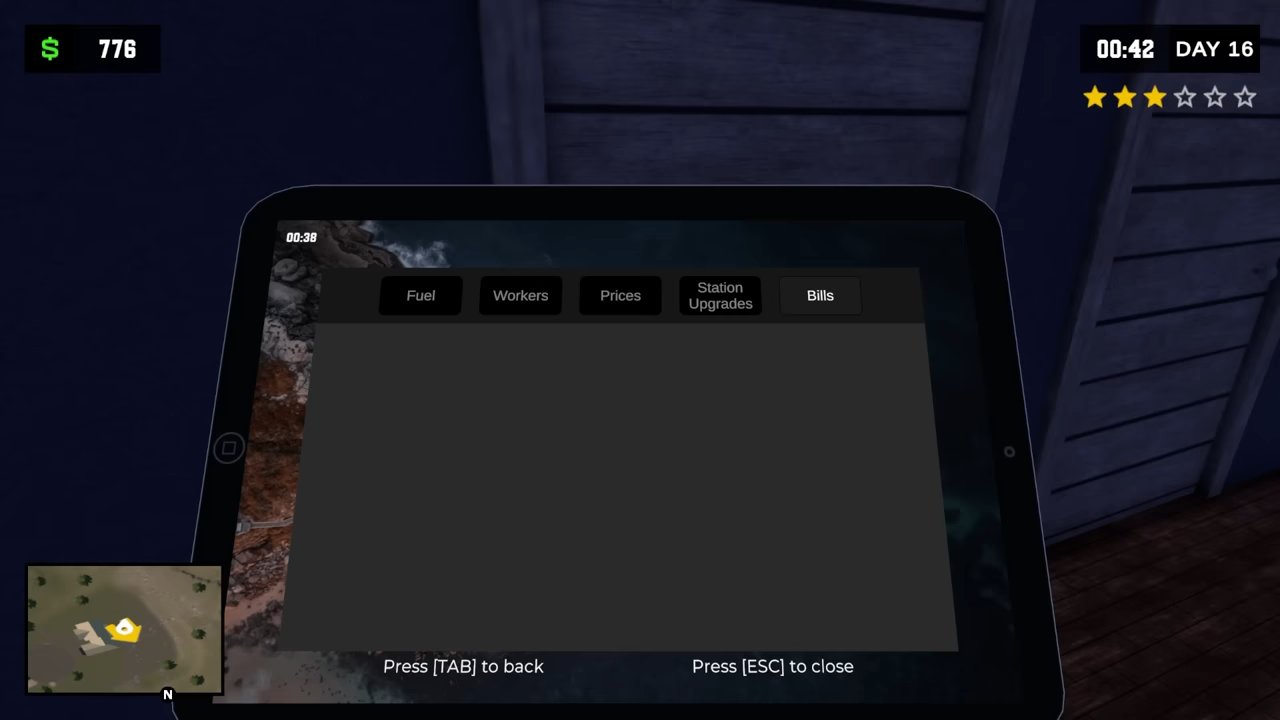 $ 776
00:42 DAY 16
00:38
Fuel
Workers
Prices
Station
Upgrades
Bills
Press [TAB] to back
Press [ESC] to close
N